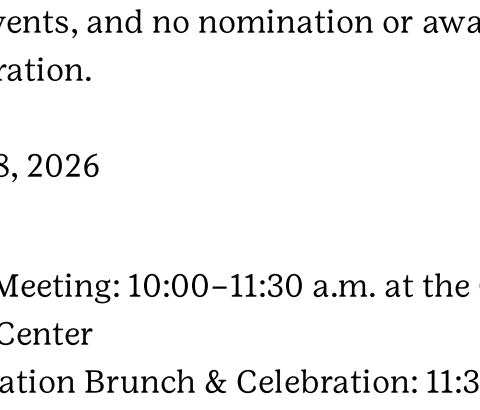 vents, and no nomination or awa
ration.
8, 2026
Meeting: 10:00–11:30 a.m. at the
Center
ation Brunch & Celebration: 11:3